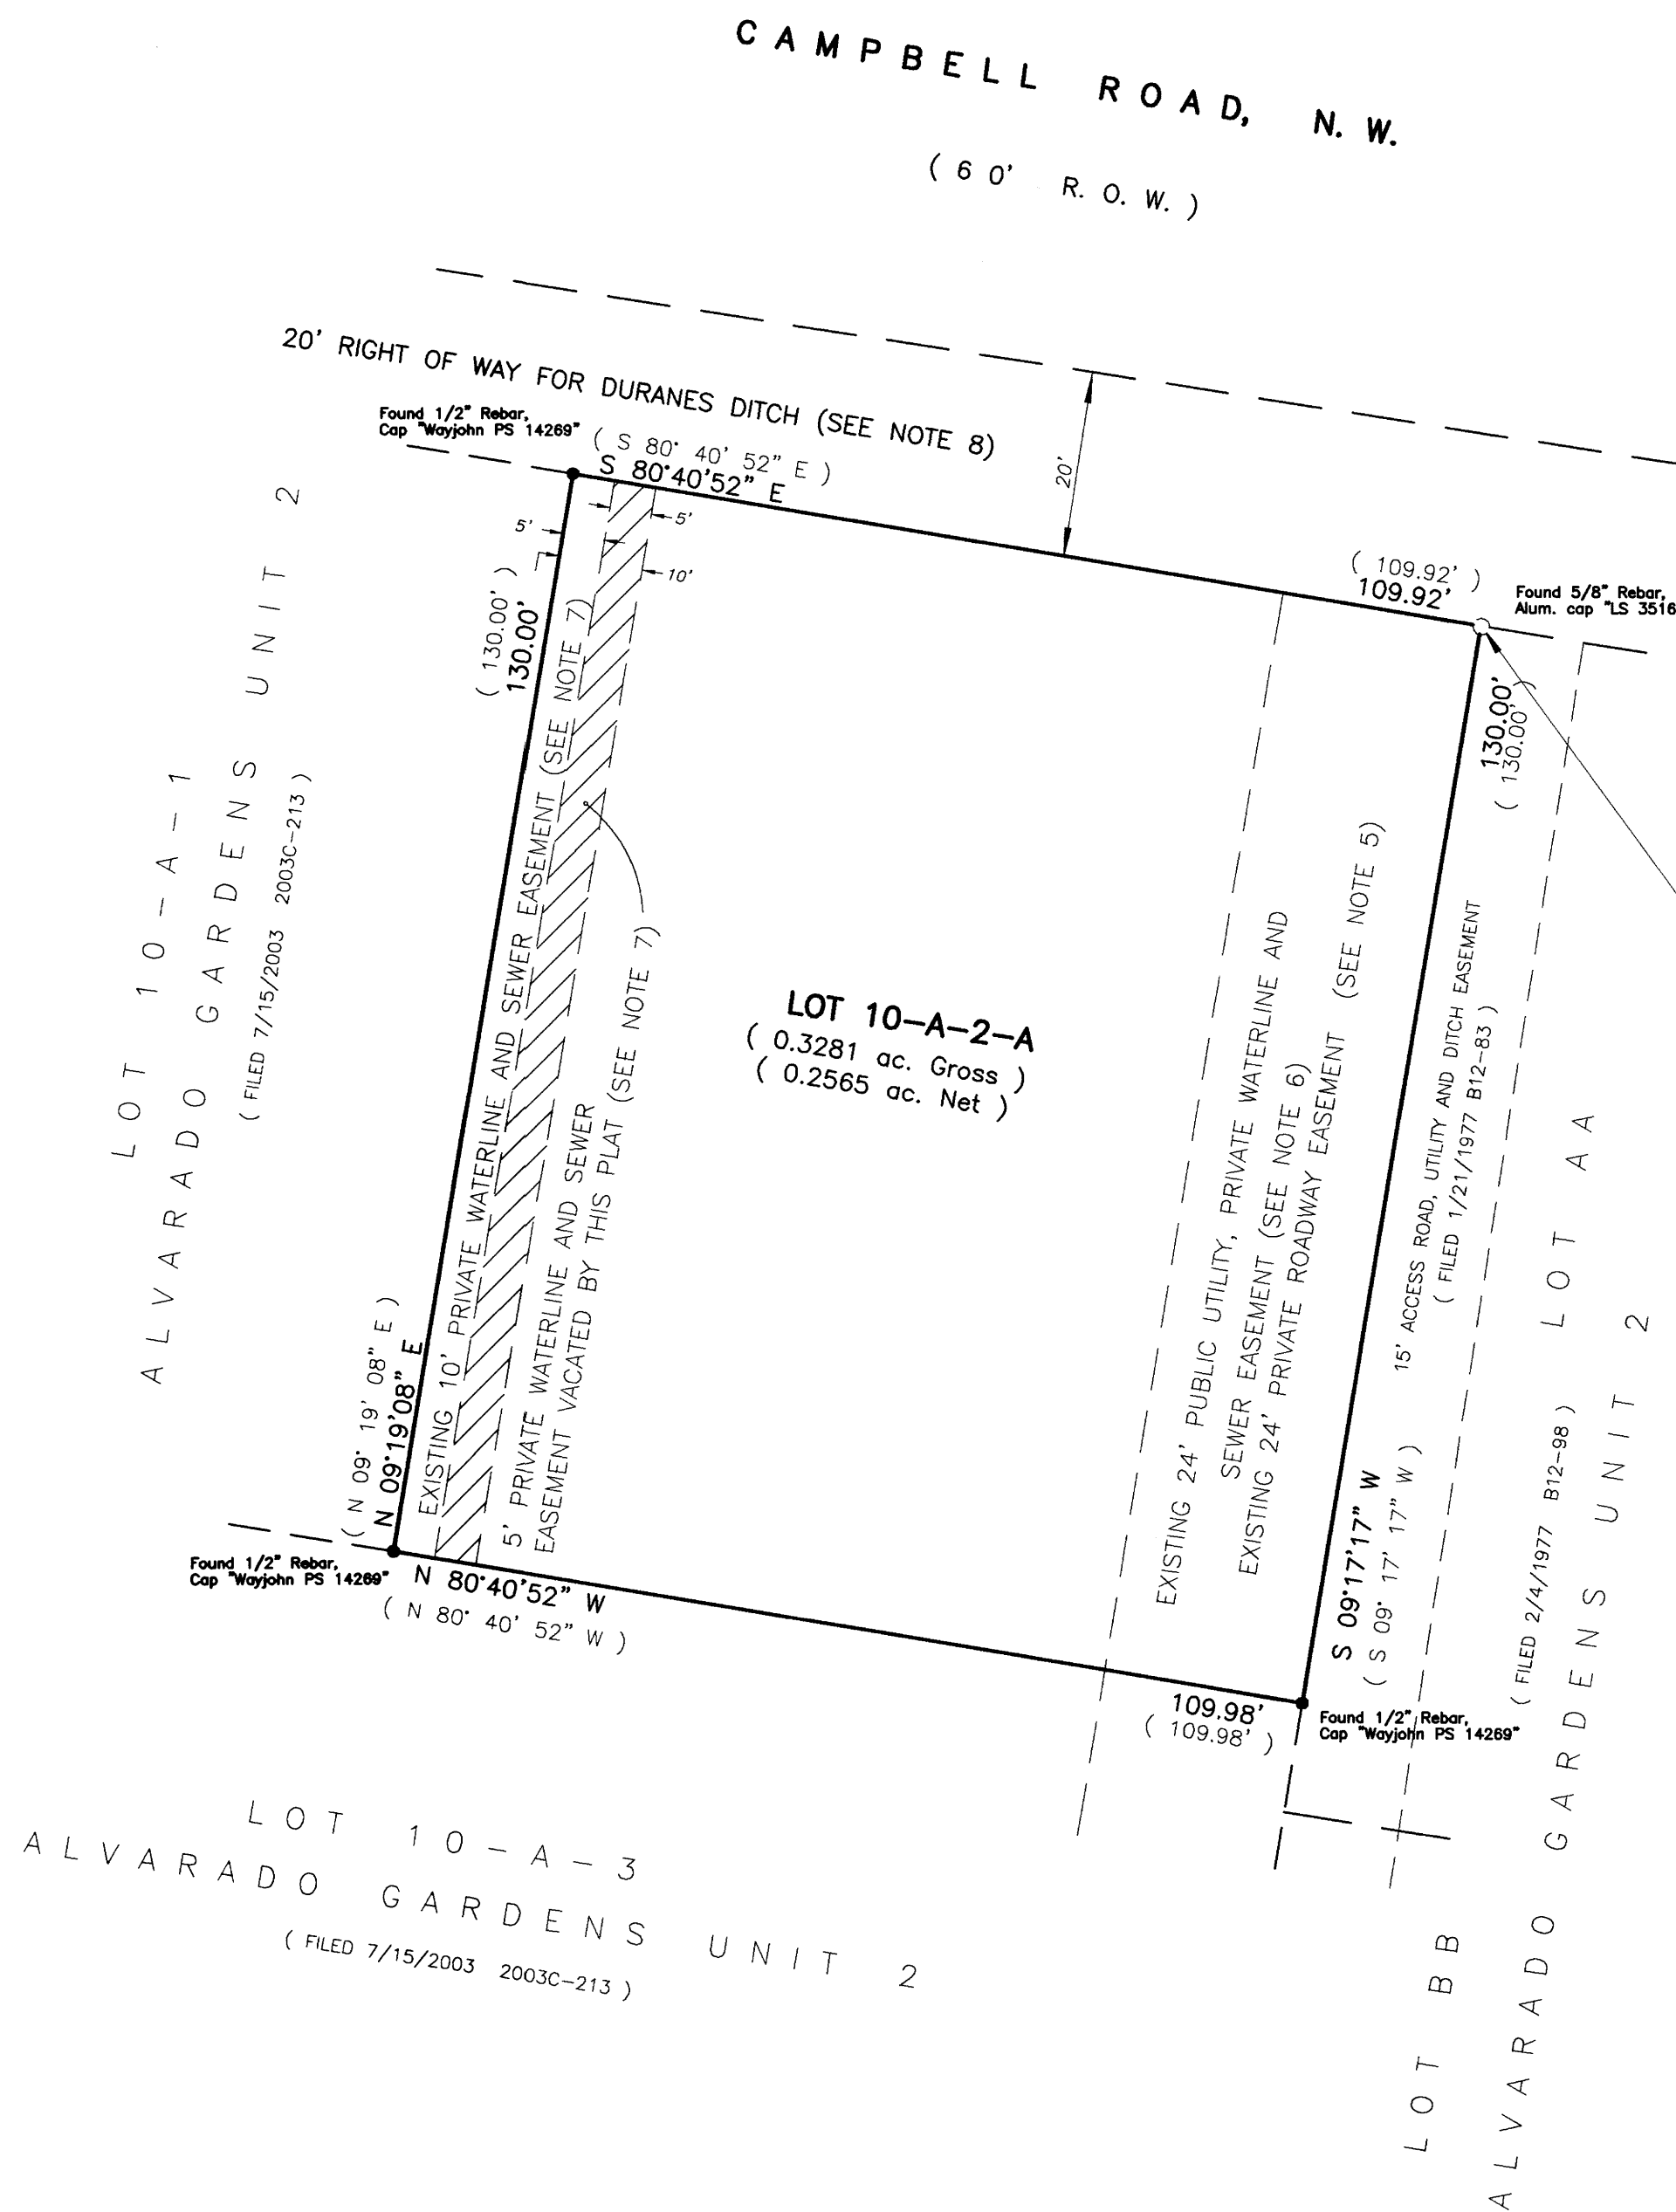 CAMPBELL ROAD, N. W.
( 60' R. O. W. )
20' RIGHT OF WAY FOR DURANES DITCH (SEE NOTE 8)
Found 1/2" Rebar,
Cap "Wayjohn PS 14269"
( S 80° 40' 52" E )
S 80°40'52" E
20'
5'
5'
10'
( 109.92' )
109.92'
Found 5/8" Rebar,
Alum. cap "LS 3516
( 130.00' )
130.00'
130.00'
( 130.00' )
LOT 10-A-1
ALVARADO GARDENS UNIT 2
( FILED 7/15/2003 2003C-213 )
EXISTING 10' PRIVATE WATERLINE AND SEWER EASEMENT (SEE NOTE 7)
5' PRIVATE WATERLINE AND SEWER
EASEMENT VACATED BY THIS PLAT (SEE NOTE 7)
LOT 10-A-2-A
( 0.3281 ac. Gross )
( 0.2565 ac. Net )
EXISTING 24' PUBLIC UTILITY, PRIVATE WATERLINE AND
SEWER EASEMENT (SEE NOTE 6)
EXISTING 24' PRIVATE ROADWAY EASEMENT (SEE NOTE 5)
15' ACCESS ROAD, UTILITY AND DITCH EASEMENT
( FILED 1/21/1977 B12-83 )
LOT AA
( FILED 2/4/1977 B12-98 )
ALVARADO GARDENS UNIT 2
( N 09° 19' 08" E )
N 09°19'08" E
S 09°17'17" W
( S 09° 17' 17" W )
Found 1/2" Rebar,
Cap "Wayjohn PS 14269"
N 80°40'52" W
( N 80° 40' 52" W )
109.98'
( 109.98' )
Found 1/2" Rebar,
Cap "Wayjohn PS 14269"
LOT 10-A-3
ALVARADO GARDENS UNIT 2
( FILED 7/15/2003 2003C-213 )
LOT BB